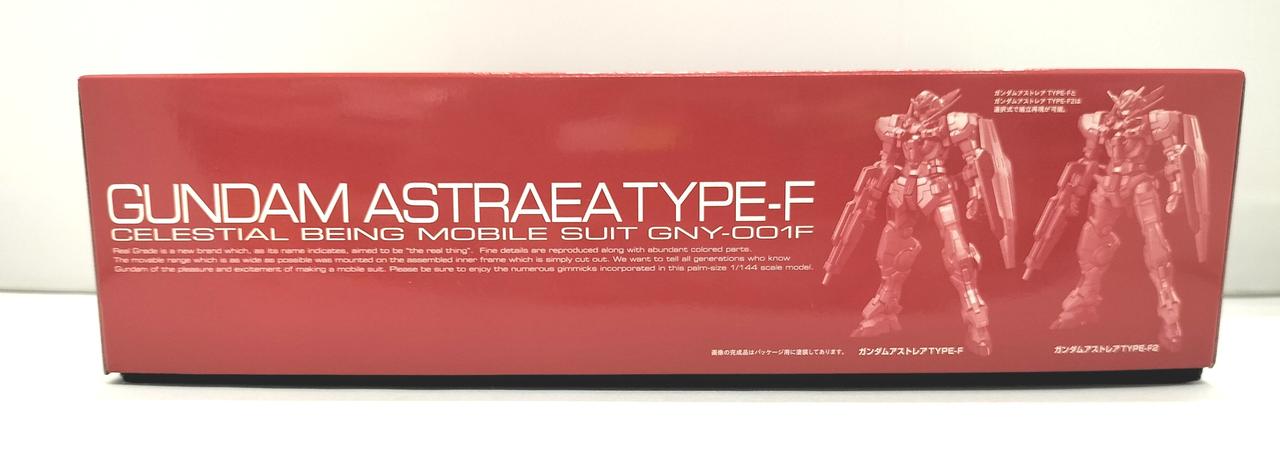 GUNDAM ASTRAEA TYPE-F
CELESTIAL BEING MOBILE SUIT GNY-001F
Real Grade is a new brand which, as its name indicates, aimed to be "the real thing". Fine details are reproduced along with abundant colored parts.
The movable range which is as wide as possible was mounted on the assembled inner frame which is simply cut out. We want to tell all generations who know
Gundam of the pleasure and excitement of making a mobile suit. Please be sure to enjoy the numerous gimmicks incorporated in this palm-size 1/144 scale model.
ガンダムアストレア TYPE-Fと
ガンダムアストレア TYPE-F2は
選択式で組立再現が可能。
画像の完成品はパッケージ用に塗装してあります。
ガンダムアストレアTYPE-F
ガンダムアストレアTYPE-F2